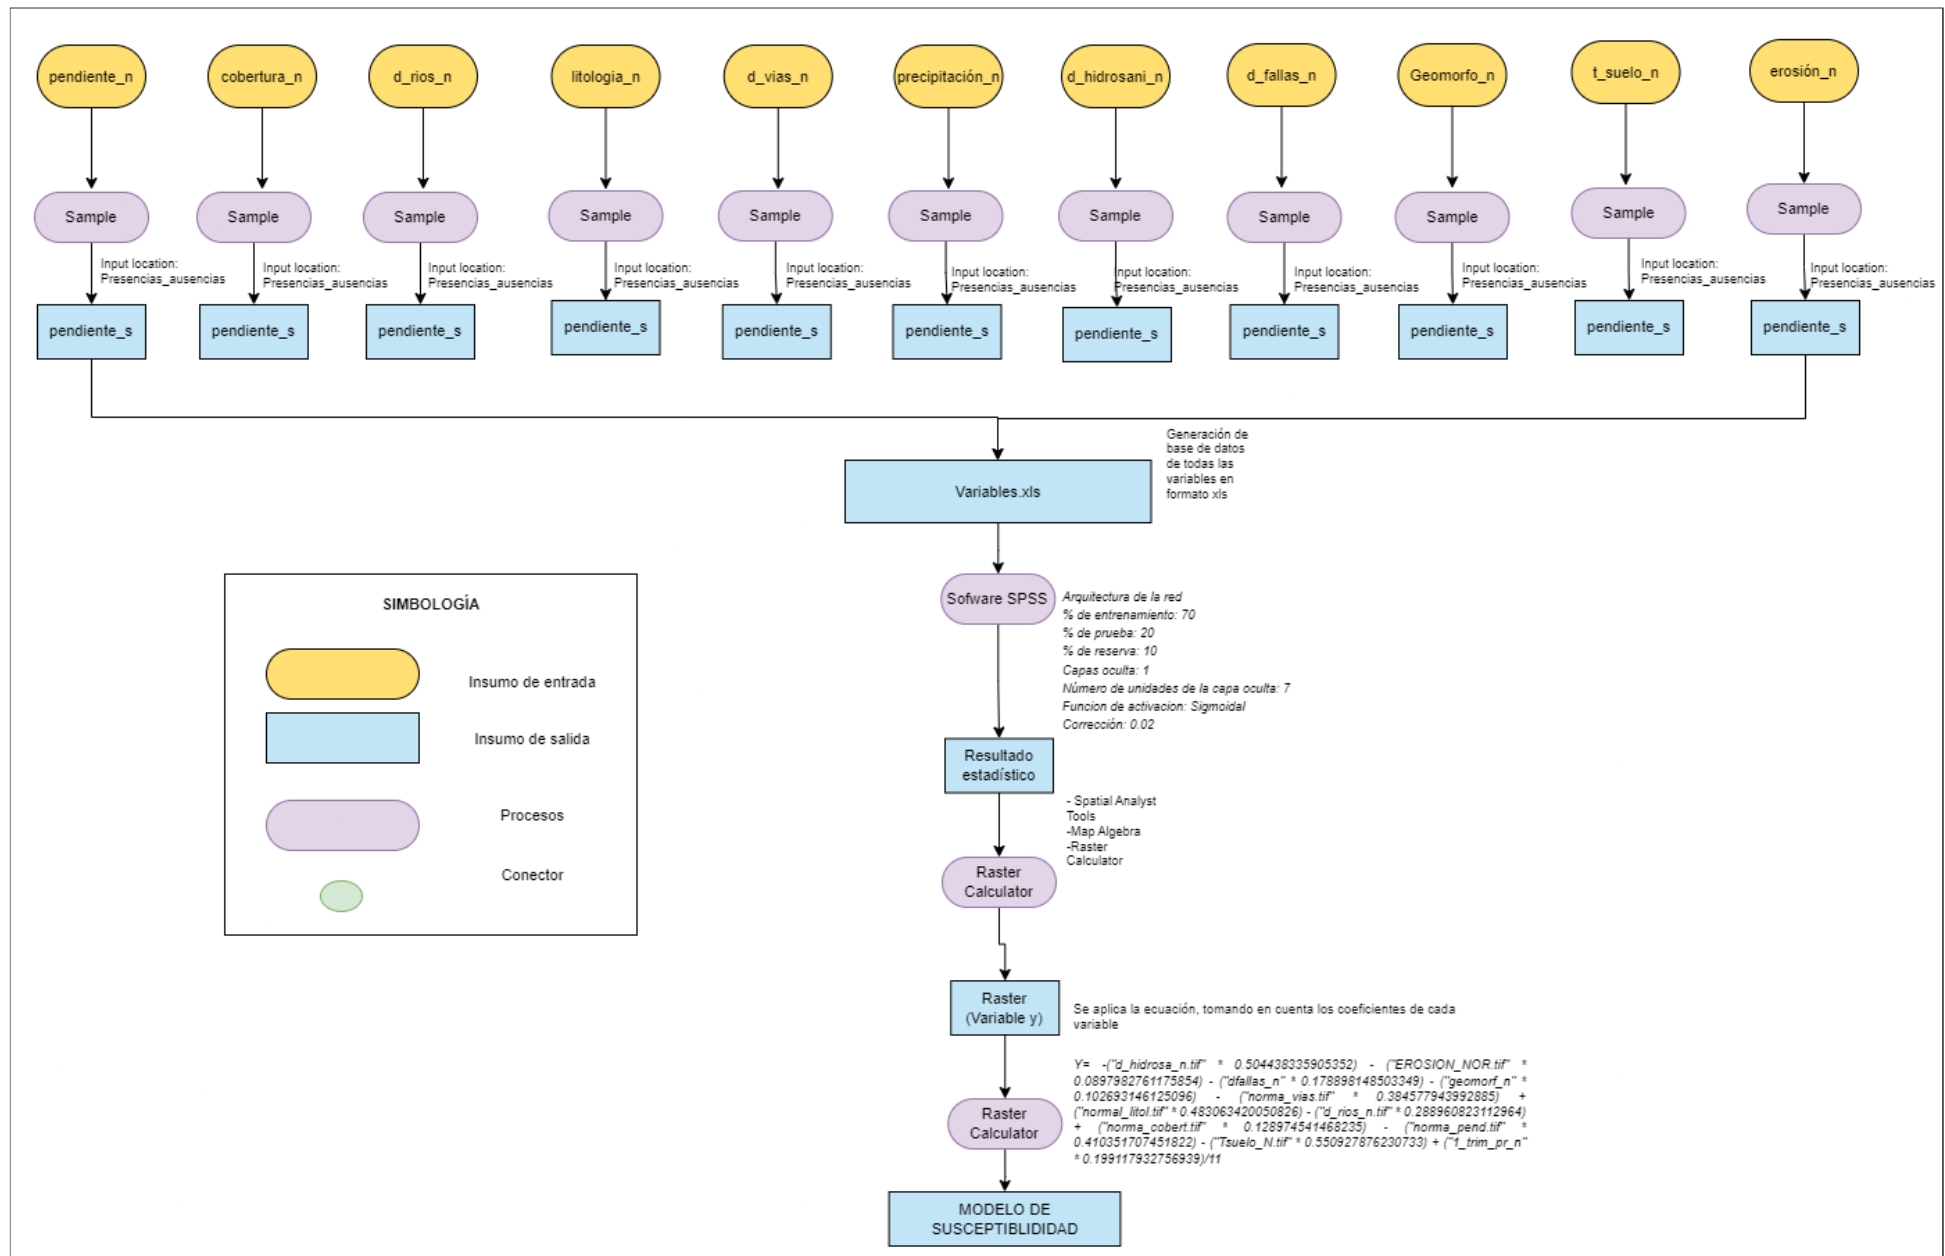 pendiente_n
cobertura_n
d_rios_n
litologia_n
d_vias_n
precipitación_n
d_hidrosani_n
d_fallas_n
Geomorfo_n
t_suelo_n
erosión_n
Sample
Sample
Sample
Sample
Sample
Sample
Sample
Sample
Sample
Sample
Sample
Input location:
Presencias_ausencias
Input location:
Presencias_ausencias
Input location:
Presencias_ausencias
Input location:
Presencias_ausencias
Input location:
Presencias_ausencias
Input location:
Presencias_ausencias
Input location:
Presencias_ausencias
Input location:
Presencias_ausencias
Input location:
Presencias_ausencias
Input location:
Presencias_ausencias
Input location:
Presencias_ausencias
pendiente_s
pendiente_s
pendiente_s
pendiente_s
pendiente_s
pendiente_s
pendiente_s
pendiente_s
pendiente_s
pendiente_s
pendiente_s
Generación de
base de datos
de todas las
variables en
formato xls
Variables.xls
SIMBOLOGÍA
Insumo de entrada
Insumo de salida
Procesos
Conector
Sofware SPSS
Arquitectura de la red
% de entrenamiento: 70
% de prueba: 20
% de reserva: 10
Capas oculta: 1
Número de unidades de la capa oculta: 7
Funcion de activacion: Sigmoidal
Corrección: 0.02
Resultado
estadístico
- Spatial Analyst
Tools
-Map Algebra
-Raster
Calculator
Raster
Calculator
Raster
(Variable y)
Se aplica la ecuación, tomando en cuenta los coeficientes de cada
variable
Y= -("d_hidrosa_n.tif" * 0.504438335905352) - ("EROSION_NOR.tif" *
0.0897982761175854) - ("dfallas_n" * 0.178898148503349) - ("geomorf_n" *
0.102693146125096) - ("norma_vias.tif" * 0.384577943992885) +
("normal_litol.tif" * 0.483063420050826) - ("d_rios_n.tif" * 0.288960823112964)
+ ("norma_cobert.tif" * 0.128974541468235) - ("norma_pend.tif" *
0.410351707451822) - ("Tsuelo_N.tif" * 0.550927876230733) + ("1_trim_pr_n"
* 0.199117932756939)/11
Raster
Calculator
MODELO DE
SUSCEPTIBLIDIDAD